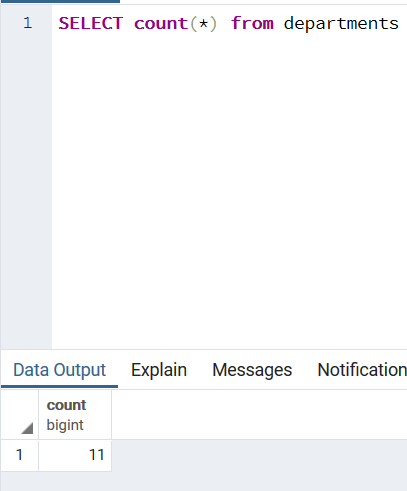 1 SELECT count(*) from departments
Data Output Explain Messages Notification
count
bigint
1 11